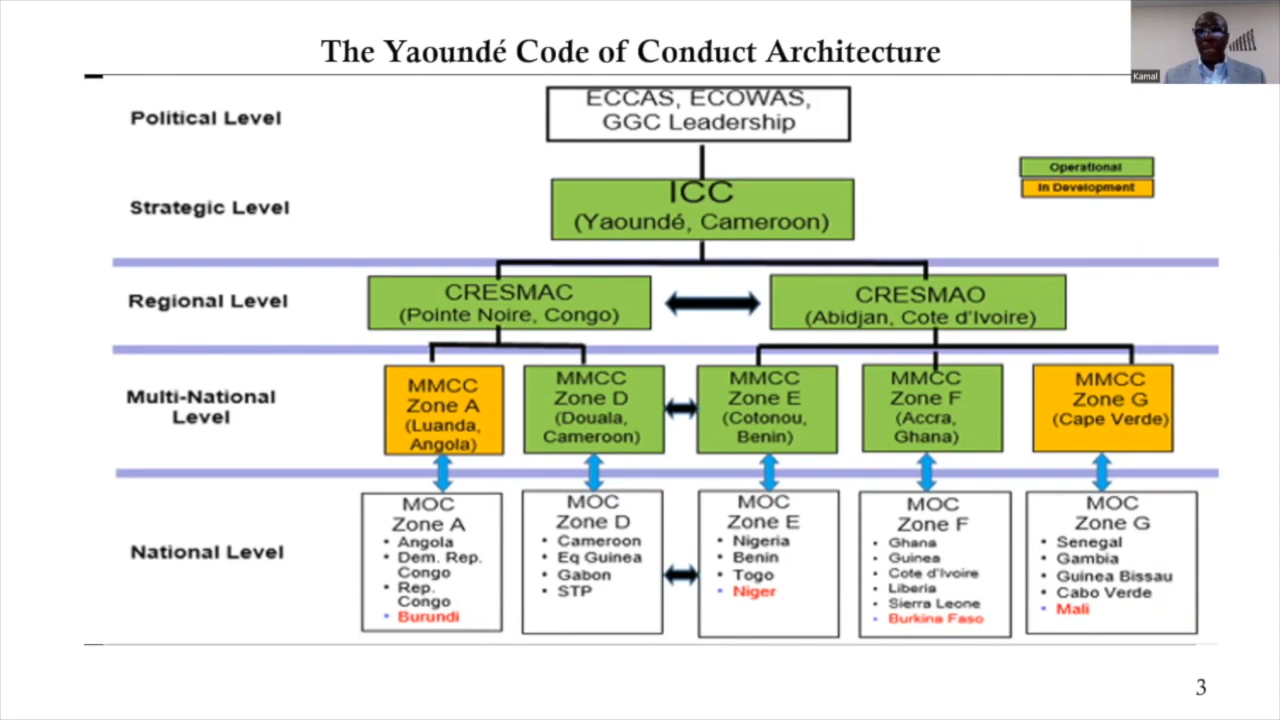 The Yaoundé Code of Conduct Architecture
Kamal
Political Level
ECCAS, ECOWAS,
GGC Leadership
Operational
In Development
Strategic Level
ICC
(Yaoundé, Cameroon)
Regional Level
CRESMAC
(Pointe Noire, Congo)
CRESMAO
(Abidjan, Cote d'Ivoire)
Multi-National
Level
MMCC
Zone A
(Luanda,
Angola)
MMCC
Zone D
(Douala,
Cameroon)
MMCC
Zone E
(Cotonou,
Benin)
MMCC
Zone F
(Accra,
Ghana)
MMCC
Zone G
(Cape Verde)
National Level
MOC
Zone A
• Angola
• Dem. Rep.
Congo
• Rep.
Congo
• Burundi
MOC
Zone D
• Cameroon
• Eq Guinea
• Gabon
• STP
MOC
Zone E
• Nigeria
• Benin
• Togo
• Niger
MOC
Zone F
• Ghana
• Guinea
• Cote d'Ivoire
• Liberia
• Sierra Leone
• Burkina Faso
MOC
Zone G
• Senegal
• Gambia
• Guinea Bissau
• Cabo Verde
• Mali
3